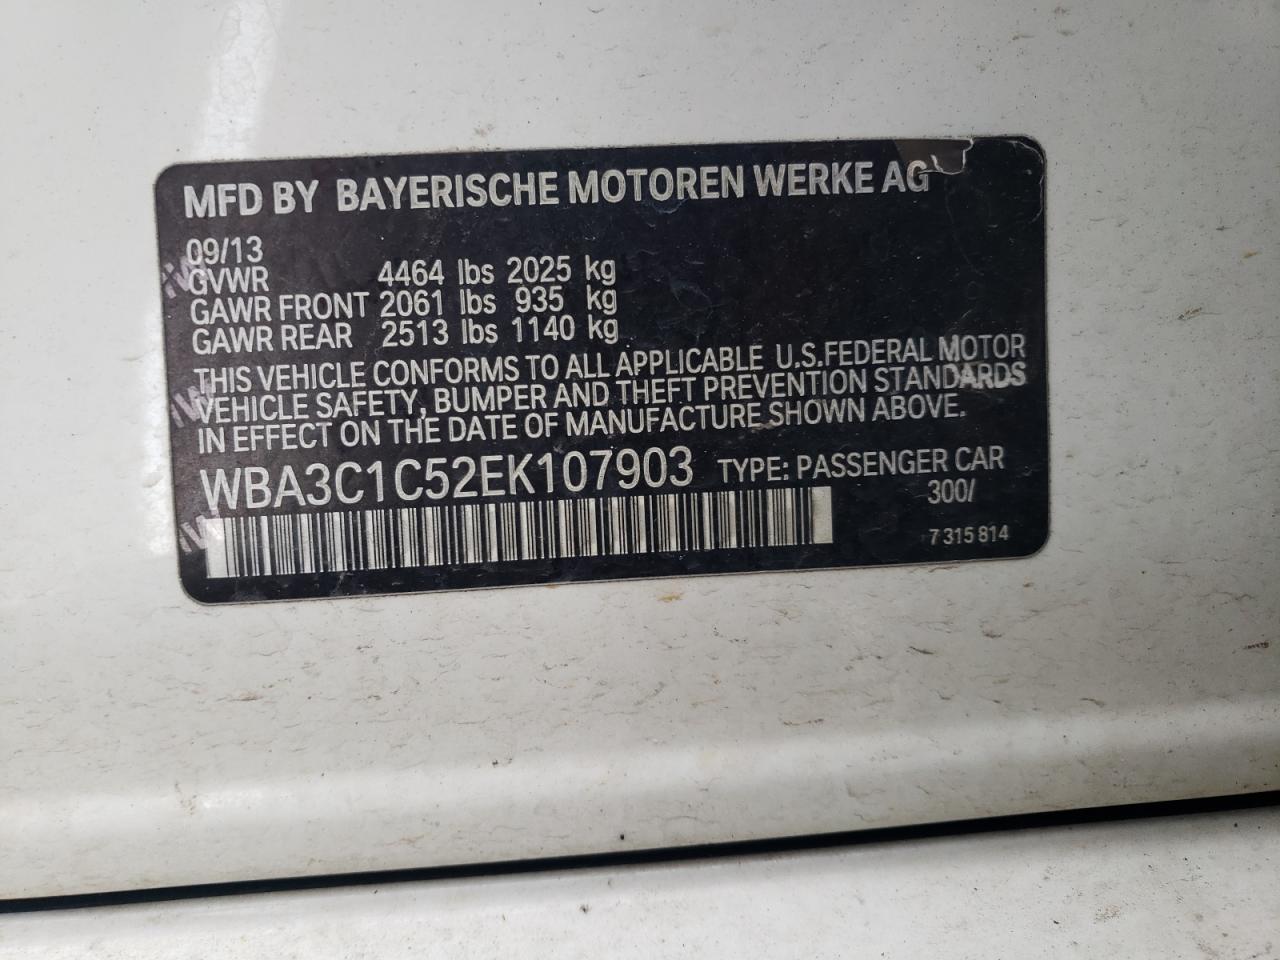 MFD BY BAYERISCHE MOTOREN WERKE AG
09/13
GVWR 4464 lbs 2025 kg
GAWR FRONT 2061 lbs 935 kg
GAWR REAR 2513 lbs 1140 kg
THIS VEHICLE CONFORMS TO ALL APPLICABLE U.S.FEDERAL MOTOR
VEHICLE SAFETY, BUMPER AND THEFT PREVENTION STANDARDS
IN EFFECT ON THE DATE OF MANUFACTURE SHOWN ABOVE.
WBA3C1C52EK107903 TYPE: PASSENGER CAR
300/
7 315 814